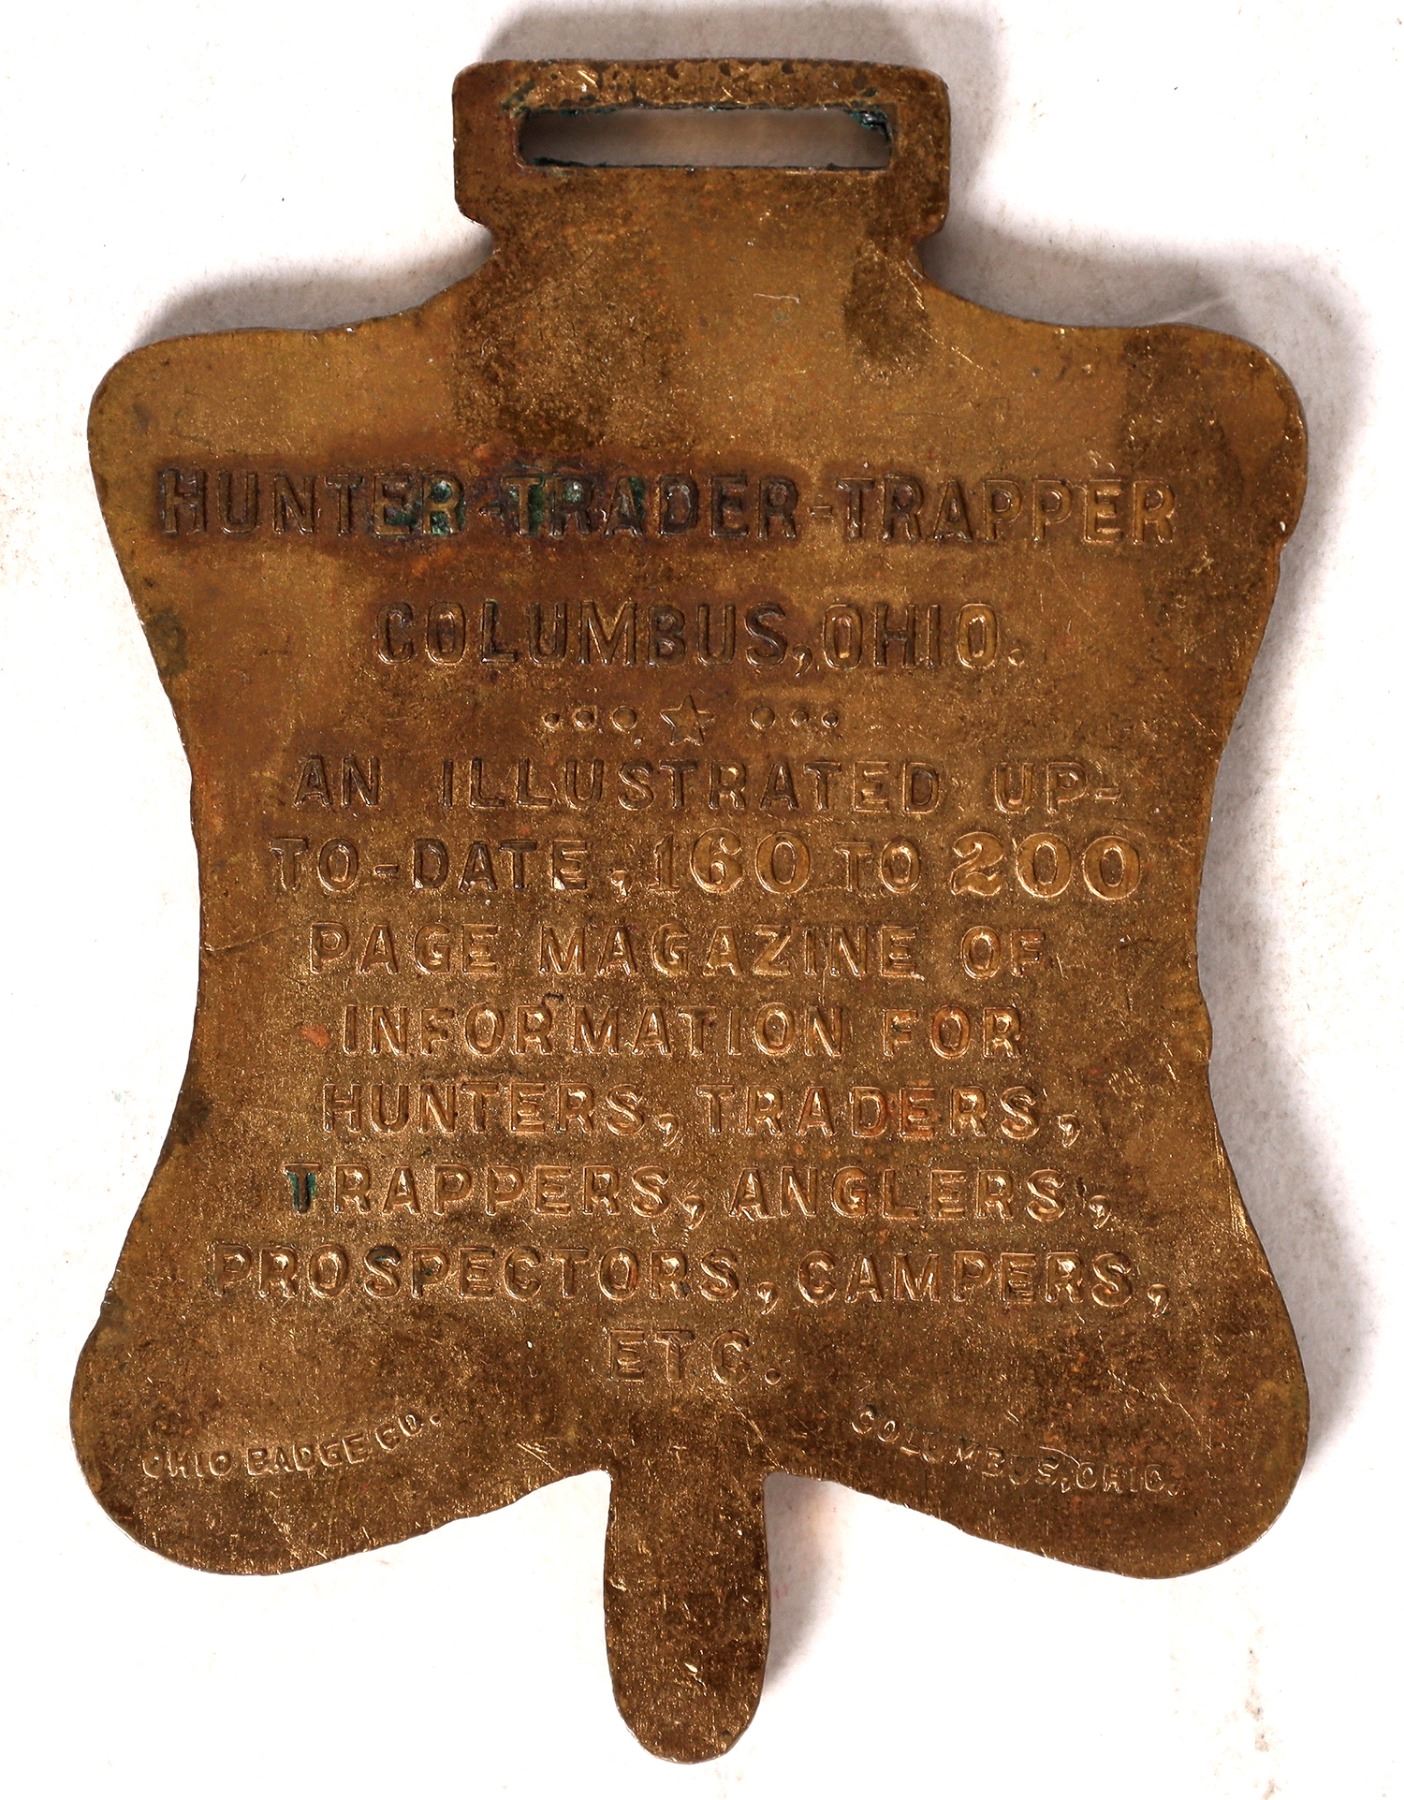 HUNTER-TRADER-TRAPPER
COLUMBUS, OHIO.
AN ILLUSTRATED UP-
TO-DATE, 160 TO 200
PAGE MAGAZINE OF
INFORMATION FOR
HUNTERS, TRADERS,
TRAPPERS, ANGLERS,
PROSPECTORS, CAMPERS,
ETC.
OHIO BADGE CO.
COLUMBUS, OHIO.